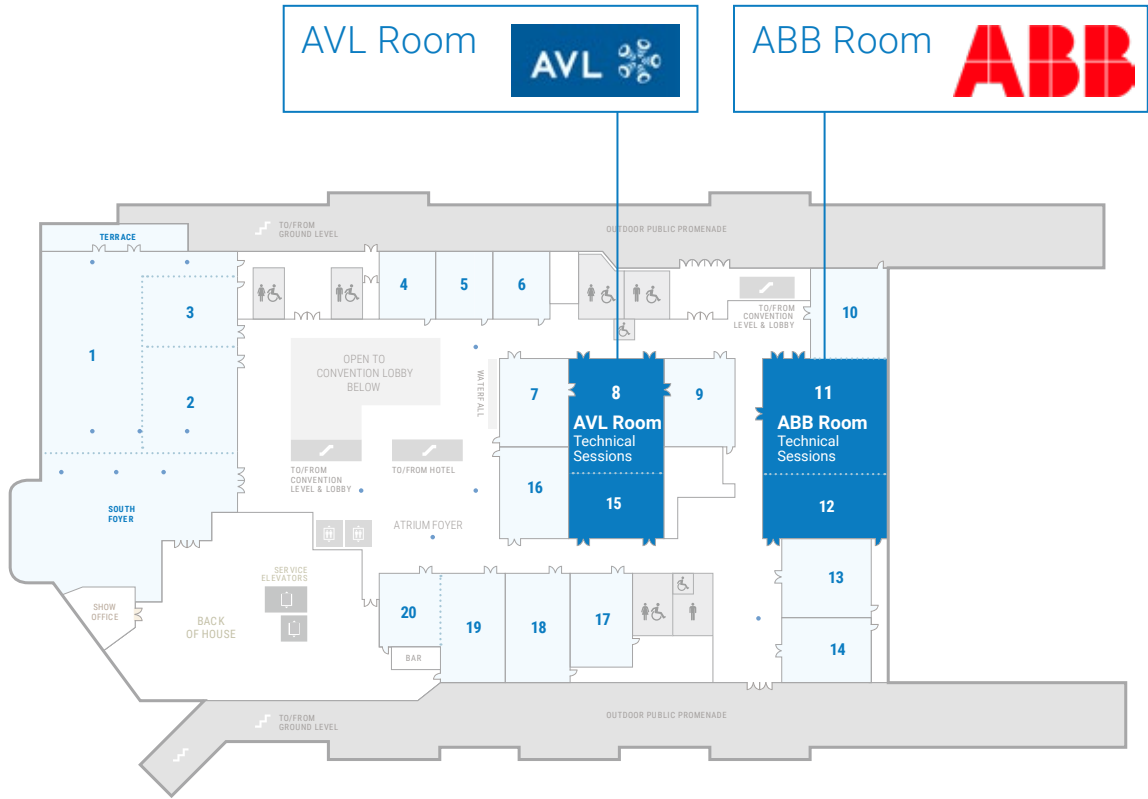 AVL Room
AVL
ABB Room
ABB
TO/FROM
GROUND LEVEL
OUTDOOR PUBLIC PROMENADE
TERRACE
4
5
6
3
1
2
TO/FROM
CONVENTION
LEVEL & LOBBY
10
OPEN TO
CONVENTION LOBBY
BELOW
WATERFALL
7
8
AVL Room
Technical
Sessions
9
11
ABB Room
Technical
Sessions
TO/FROM
CONVENTION
LEVEL & LOBBY
TO/FROM HOTEL
16
15
12
SOUTH
FOYER
ATRIUM FOYER
SERVICE
ELEVATORS
SHOW
OFFICE
BACK
OF HOUSE
20
19
18
17
13
14
BAR
TO/FROM
GROUND LEVEL
OUTDOOR PUBLIC PROMENADE